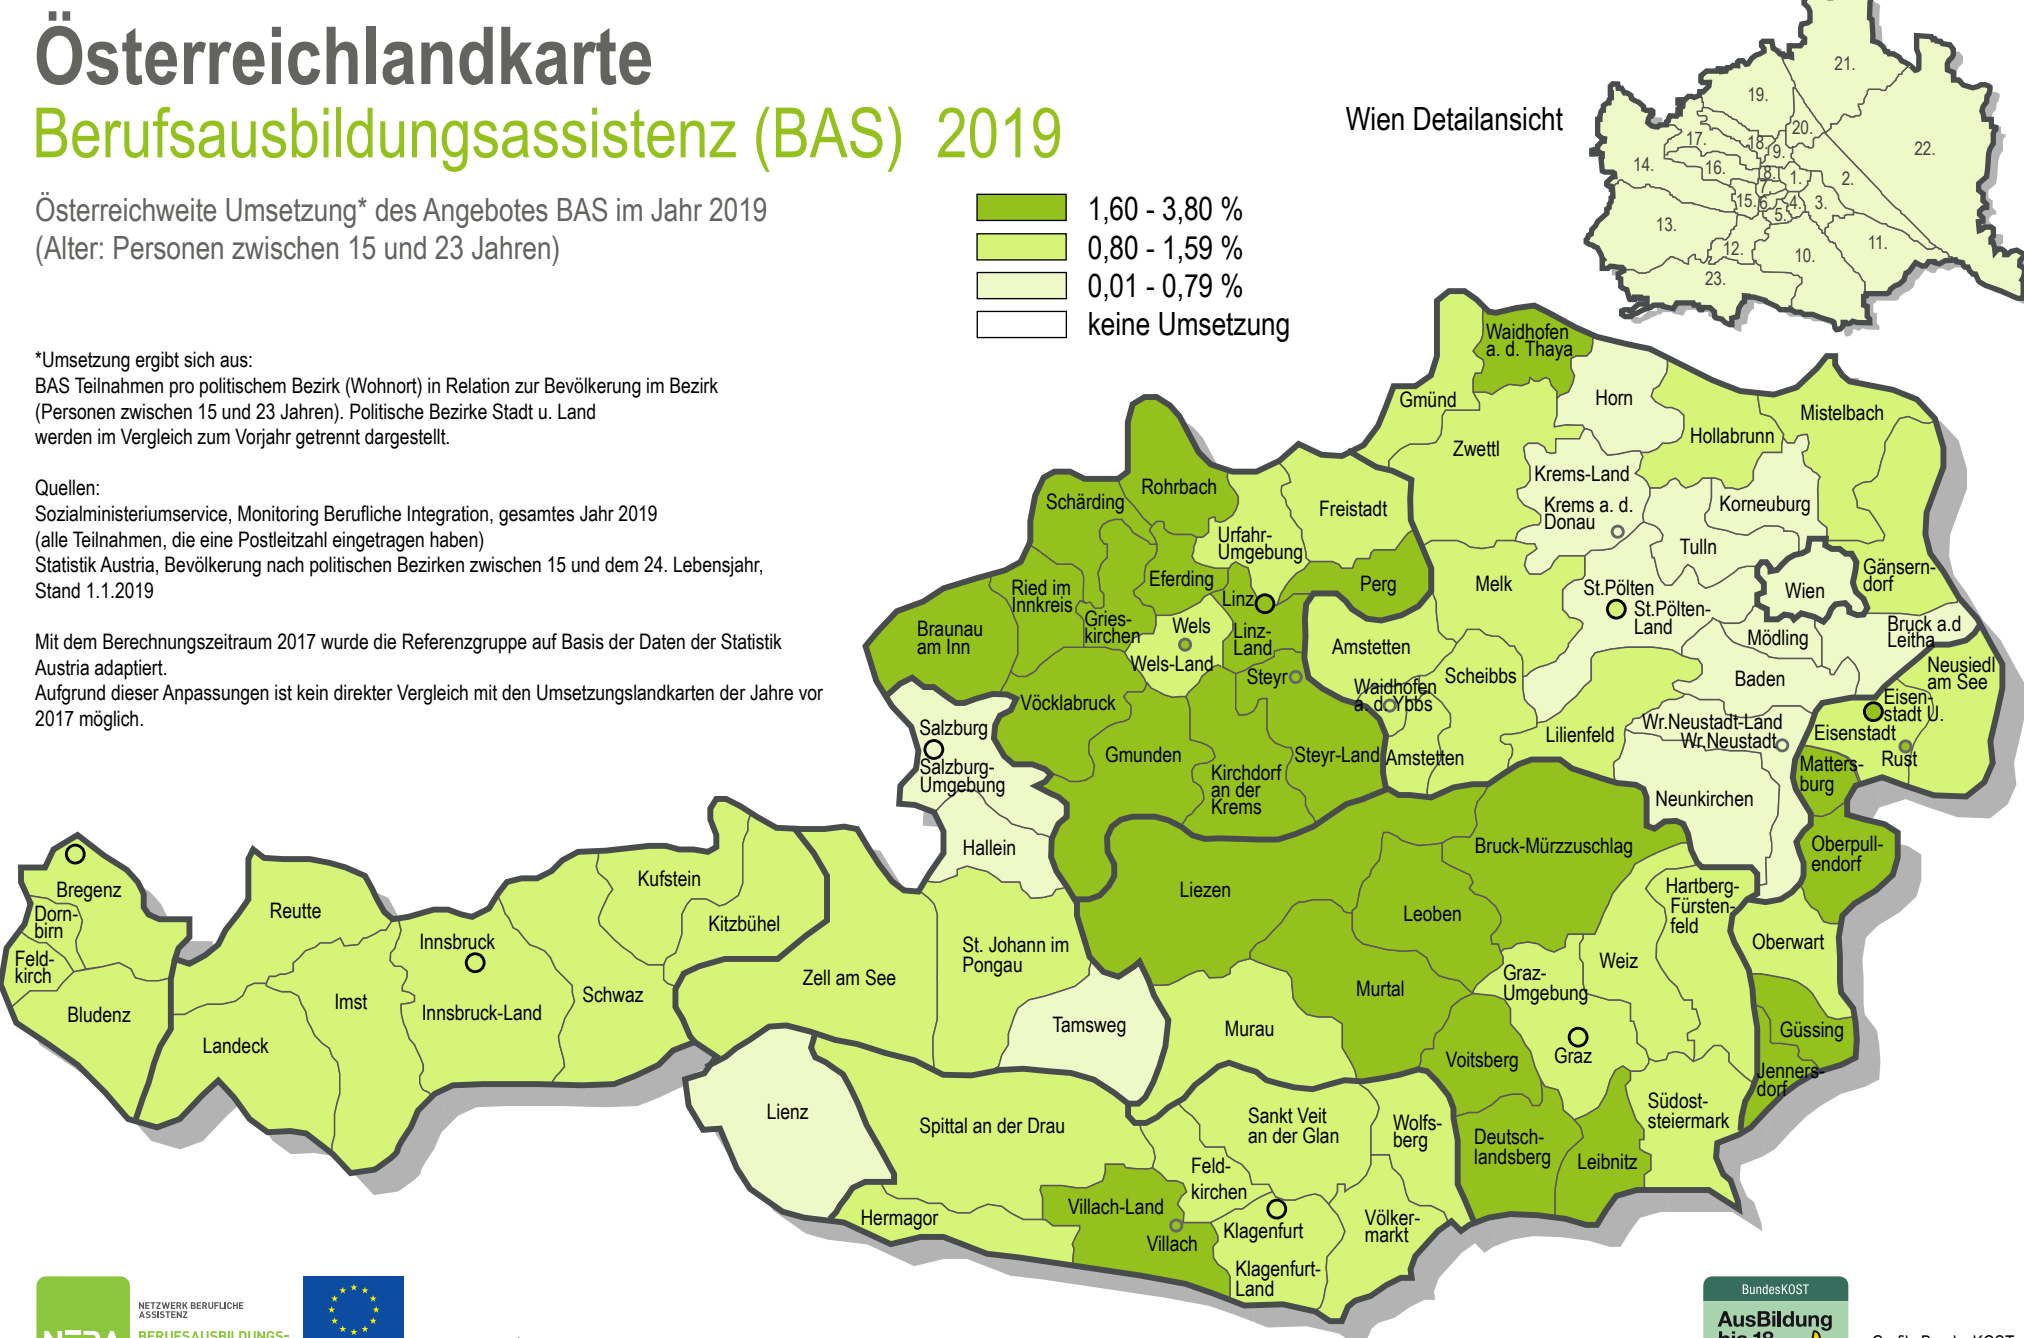 Österreichlandkarte
Berufsausbildungsassistenz (BAS) 2019
Österreichweite Umsetzung* des Angebotes BAS im Jahr 2019
(Alter: Personen zwischen 15 und 23 Jahren)
*Umsetzung ergibt sich aus:
BAS Teilnahmen pro politischem Bezirk (Wohnort) in Relation zur Bevölkerung im Bezirk
(Personen zwischen 15 und 23 Jahren). Politische Bezirke Stadt u. Land
werden im Vergleich zum Vorjahr getrennt dargestellt.
Quellen:
Sozialministeriumservice, Monitoring Berufliche Integration, gesamtes Jahr 2019
(alle Teilnahmen, die eine Postleitzahl eingetragen haben)
Statistik Austria, Bevölkerung nach politischen Bezirken zwischen 15 und dem 24. Lebensjahr,
Stand 1.1.2019
Mit dem Berechnungszeitraum 2017 wurde die Referenzgruppe auf Basis der Daten der Statistik
Austria adaptiert.
Aufgrund dieser Anpassungen ist kein direkter Vergleich mit den Umsetzungslandkarten der Jahre vor
2017 möglich.
1,60 - 3,80 %
0,80 - 1,59 %
0,01 - 0,79 %
keine Umsetzung
Wien Detailansicht
21.
19.
20.
22.
17.
18.
9.
14.
16.
8.
1.
2.
7.
15.
6.
4.
3.
5.
13.
12.
10.
11.
23.
Waidhofen
a. d. Thaya
Gmünd
Horn
Mistelbach
Zwettl
Hollabrunn
Krems-Land
Krems a. d.
Donau
Korneuburg
Tulln
Gänsern-
dorf
Wien
Melk
St.Pölten
St.Pölten-
Land
Mödling
Bruck a.d
Leitha
Baden
Amstetten
Scheibbs
Waidhofen
a. d. Ybbs
Lilienfeld
Wr.Neustadt-Land
Wr.Neustadt
Amstetten
Neunkirchen
Neusiedl
am See
Eisen-
stadt U.
Eisenstadt
Rust
Matters-
burg
Oberpull-
endorf
Oberwart
Güssing
Jenners-
dorf
Rohrbach
Schärding
Freistadt
Urfahr-
Umgebung
Eferding
Perg
Ried im
Innkreis
Linz
Gries-
kirchen
Wels
Linz-
Land
Braunau
am Inn
Wels-Land
Steyr
Vöcklabruck
Gmunden
Kirchdorf
an der
Krems
Steyr-Land
Salzburg
Salzburg-
Umgebung
Hallein
St. Johann im
Pongau
Zell am See
Tamsweg
Bregenz
Dorn-
birn
Feld-
kirch
Bludenz
Reutte
Imst
Landeck
Innsbruck
Innsbruck-Land
Schwaz
Kufstein
Kitzbühel
Lienz
Liezen
Bruck-Mürzzuschlag
Leoben
Hartberg-
Fürsten-
feld
Weiz
Graz-
Umgebung
Graz
Murtal
Murau
Voitsberg
Deutsch-
landsberg
Leibnitz
Südost-
steiermark
Spittal an der Drau
Sankt Veit
an der Glan
Wolfs-
berg
Feld-
kirchen
Hermagor
Villach-Land
Villach
Klagenfurt
Klagenfurt-
Land
Völker-
markt
NETZWERK BERUFLICHE
ASSISTENZ
BERUFSAUSBILDUNGS-
BundesKOST
AusBildung
bis 18